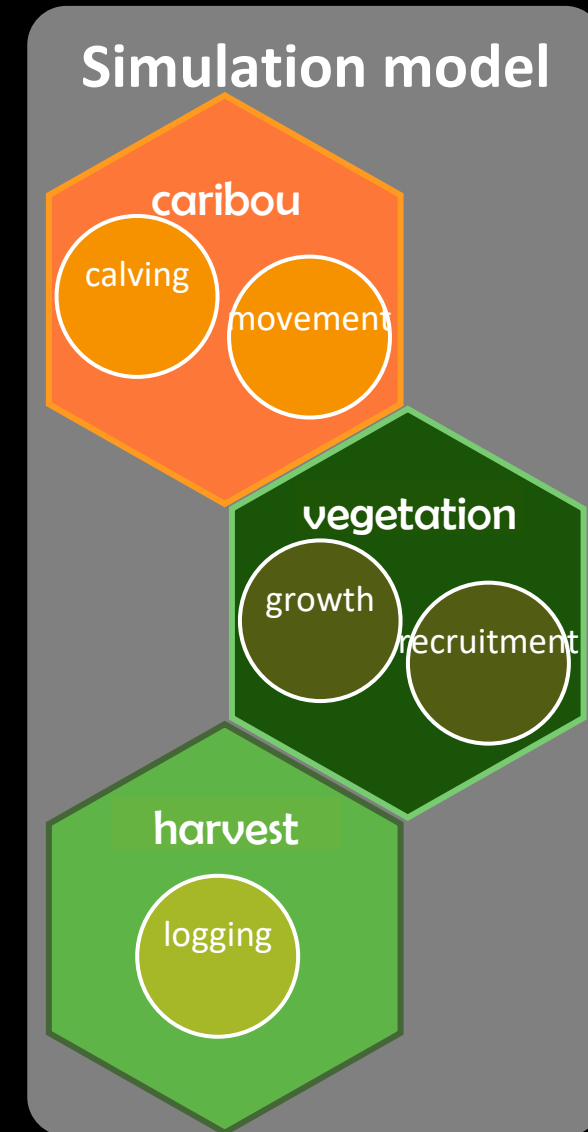 Simulation model
caribou
calving
movement
vegetation
growth
recruitment
harvest
logging